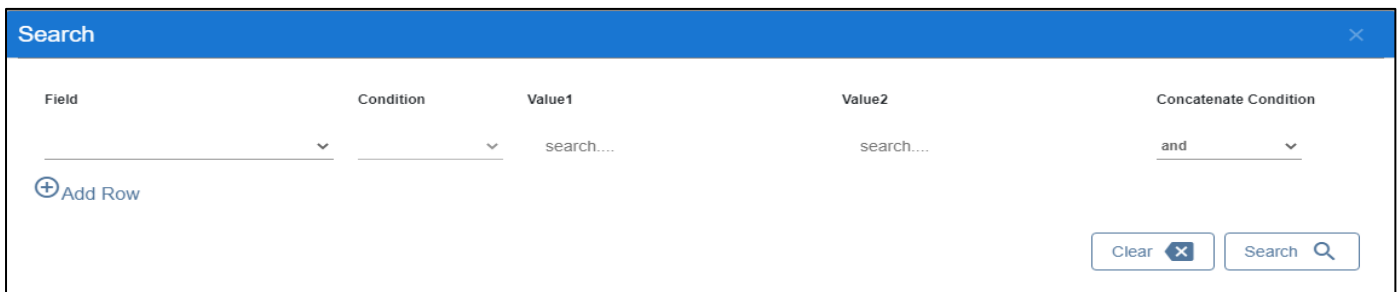 Search
Field Condition Value1 Value2 Concatenate Condition
search.... search.... and
Add Row
Clear Search